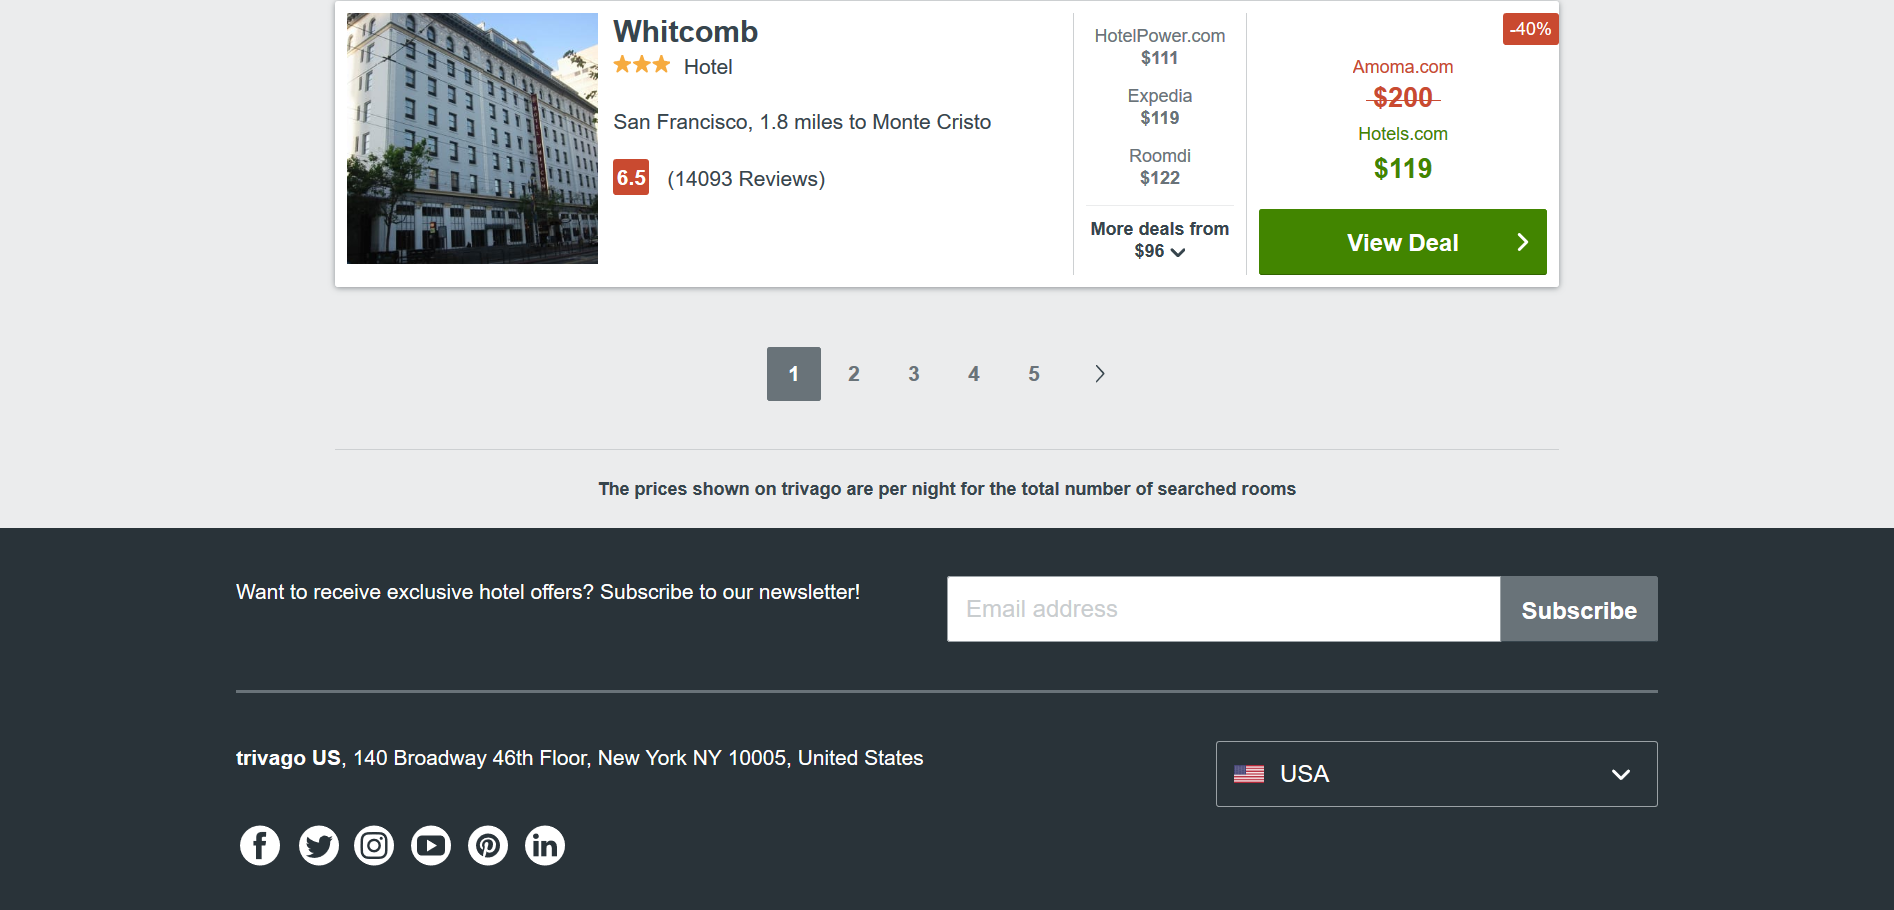 Whitcomb
Hotel
San Francisco, 1.8 miles to Monte Cristo
6.5 (14093 Reviews)
HotelPower.com
$111
Expedia
$119
Roomdi
$122
More deals from
$96
-40%
Amoma.com
$200
Hotels.com
$119
View Deal
1 2 3 4 5
The prices shown on trivago are per night for the total number of searched rooms
Want to receive exclusive hotel offers? Subscribe to our newsletter!
Email address
Subscribe
trivago US, 140 Broadway 46th Floor, New York NY 10005, United States
USA